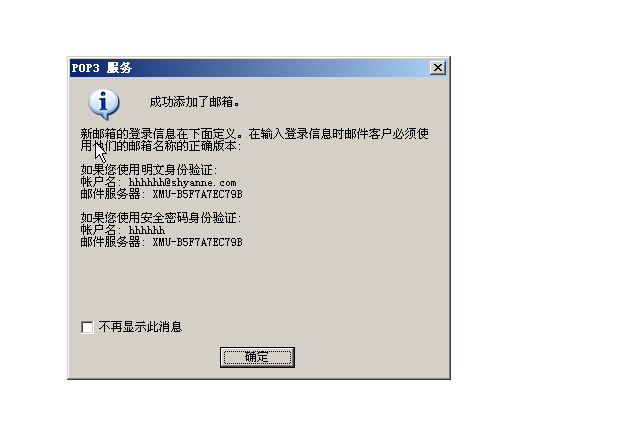 POP3 服务
成功添加了邮箱。
新邮箱的登录信息在下面定义。在输入登录信息时邮件客户必须使
用他们的邮箱名称的正确版本:
如果您使用明文身份验证:
帐户名: hhhhhh@shyanne.com
邮件服务器: XMU-B5F7A7EC79B
如果您使用安全密码身份验证:
帐户名: hhhhhh
邮件服务器: XMU-B5F7A7EC79B
不再显示此消息
确定